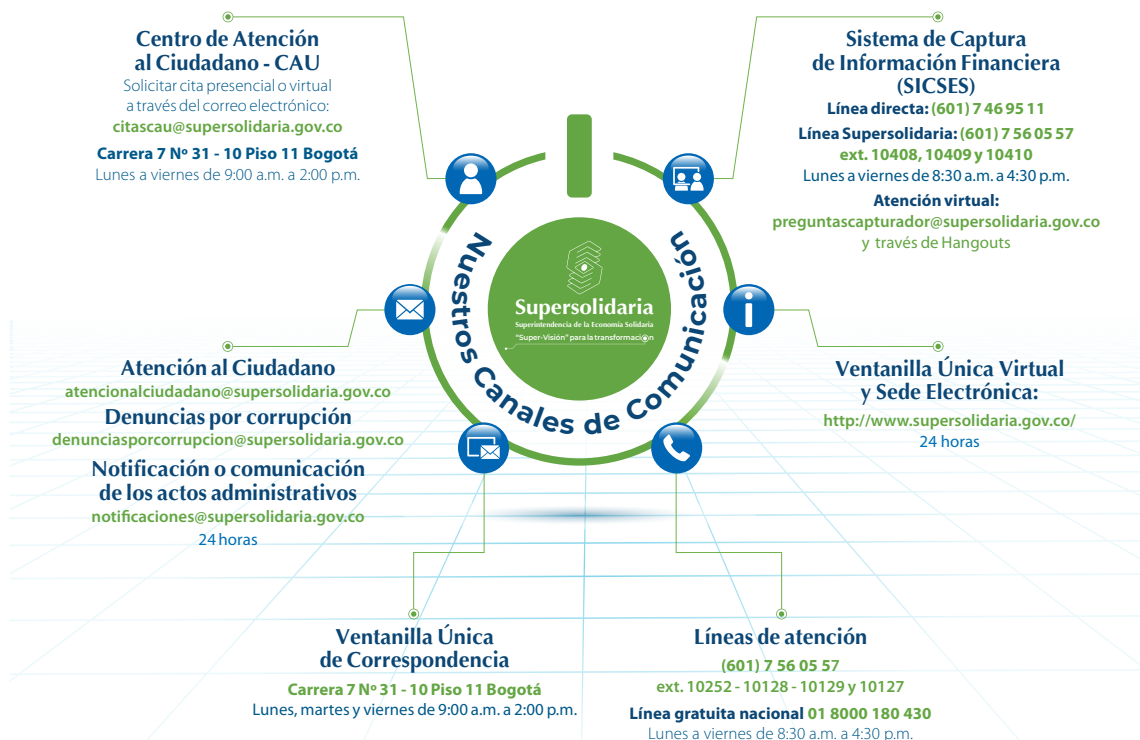 Centro de Atención
al Ciudadano - CAU
Solicitar cita presencial o virtual
a través del correo electrónico:
citascau@supersolidaria.gov.co
Carrera 7 Nº 31 - 10 Piso 11 Bogotá
Lunes a viernes de 9:00 a.m. a 2:00 p.m.
Sistema de Captura
de Información Financiera
(SICSES)
Línea directa: (601) 7 46 95 11
Línea Supersolidaria: (601) 7 56 05 57
ext. 10408, 10409 y 10410
Lunes a viernes de 8:30 a.m. a 4:30 p.m.
Atención virtual:
preguntascapturador@supersolidaria.gov.co
y través de Hangouts
Nuestros Canales de Comunicación
Supersolidaria
Superintendencia de la Economía Solidaria
"Super-Visión" para la transformación
Atención al Ciudadano
atencionalciudadano@supersolidaria.gov.co
Denuncias por corrupción
denunciasporcorrupcion@supersolidaria.gov.co
Notificación o comunicación
de los actos administrativos
notificaciones@supersolidaria.gov.co
24 horas
Ventanilla Única Virtual
y Sede Electrónica:
http://www.supersolidaria.gov.co/
24 horas
Ventanilla Única
de Correspondencia
Carrera 7 Nº 31 - 10 Piso 11 Bogotá
Lunes, martes y viernes de 9:00 a.m. a 2:00 p.m.
Líneas de atención
(601) 7 56 05 57
ext. 10252 - 10128 - 10129 y 10127
Línea gratuita nacional 01 8000 180 430
Lunes a viernes de 8:30 a.m. a 4:30 p.m.